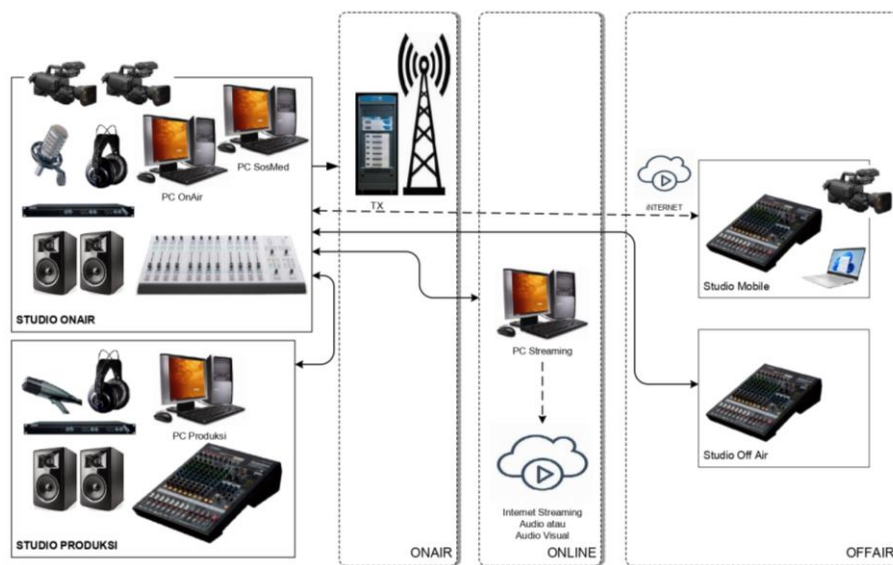 PC SosMed
PC OnAir
STUDIO ONAIR
PC Produksi
STUDIO PRODUKSI
TX
ONAIR
PC Streaming
Internet Streaming
Audio atau
Audio Visual
ONLINE
iNTERNET
Studio Mobile
Studio Off Air
OFFAIR